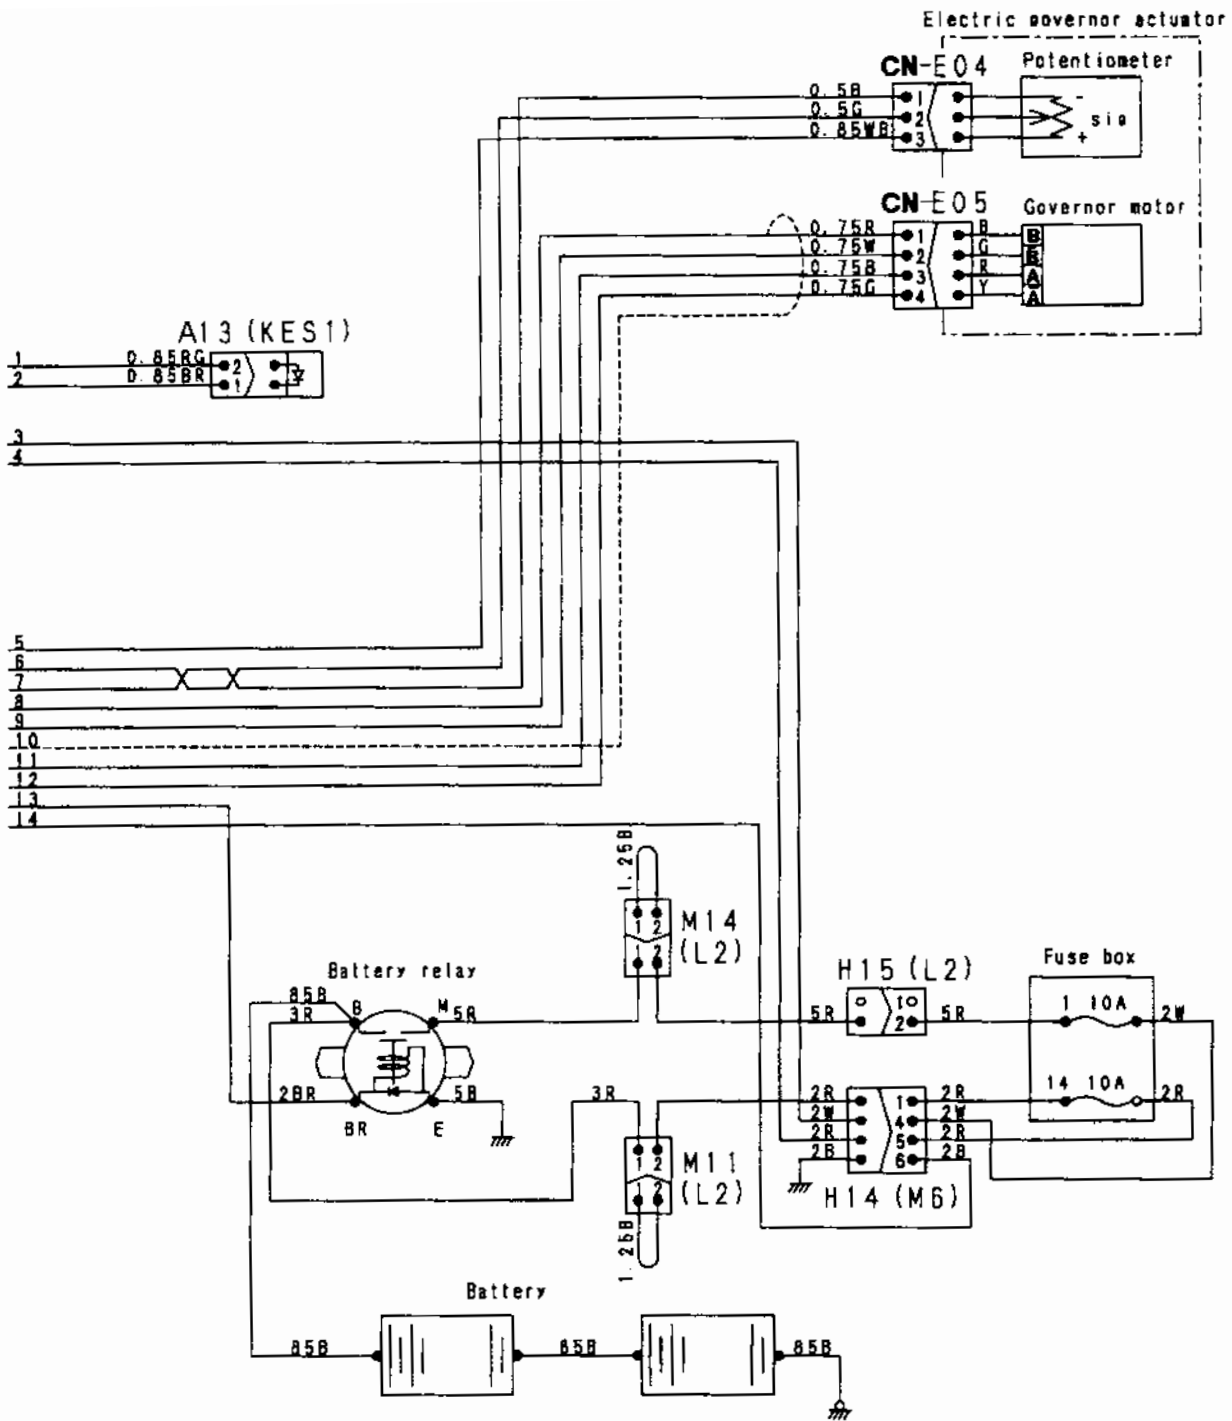 Electric governor actuator
CN-E04
Potentiometer
0.5B
1
-
0.5G
2
sig
0.85WB
3
+
CN-E05
Governor motor
0.75R
1
B
B
0.75W
2
G
B
0.75B
3
R
A
0.75G
4
Y
A
A13 (KES1)
1
0.85RG
2
2
0.85BR
1
3
4
5
6
7
8
9
10
11
12
13
14
1.25B
1 2
M14
(L2)
1 2
H15 (L2)
Fuse box
Battery relay
85B
3R
B
M
5R
5R
1
2
5R
1 10A
2W
2BR
5B
BR
E
3R
2R
1
2R
14 10A
2R
2W
4
2W
2R
5
2R
2B
6
2B
1 2
M11
(L2)
1 2
H14 (M6)
1.25B
Battery
85B
85B
85B